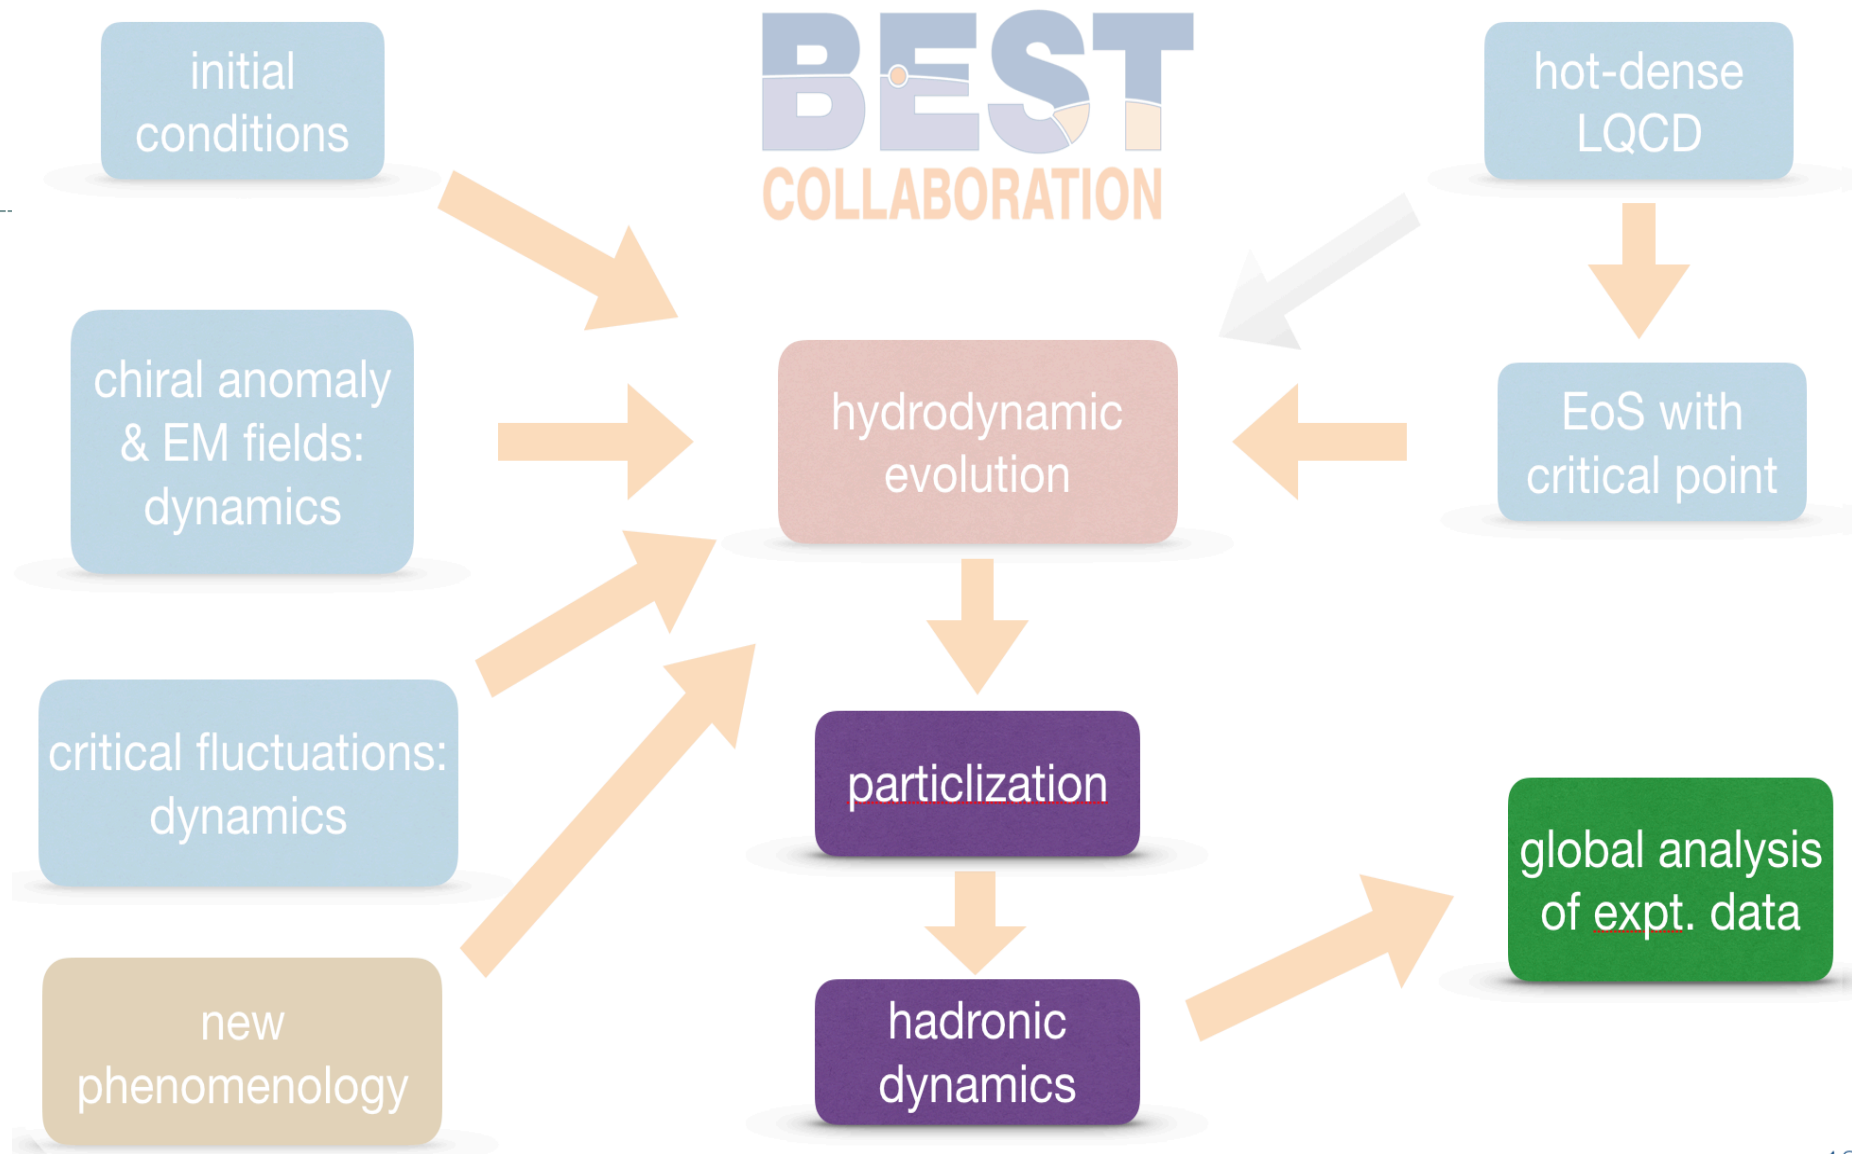 initial
conditions
BEST
COLLABORATION
hot-dense
LQCD
chiral anomaly
& EM fields:
dynamics
hydrodynamic
evolution
EoS with
critical point
critical fluctuations:
dynamics
particlization
global analysis
of expt. data
new
phenomenology
hadronic
dynamics